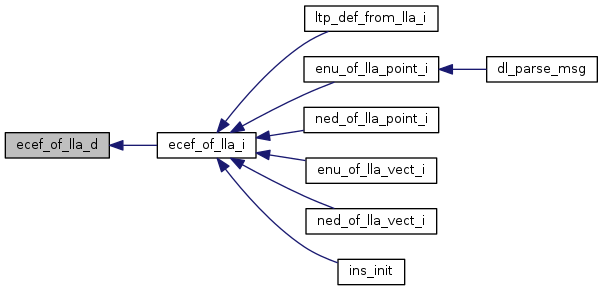 ltp_def_from_lla_i
enu_of_lla_point_i
dl_parse_msg
ned_of_lla_point_i
ecef_of_lla_d
ecef_of_lla_i
enu_of_lla_vect_i
ned_of_lla_vect_i
ins_init